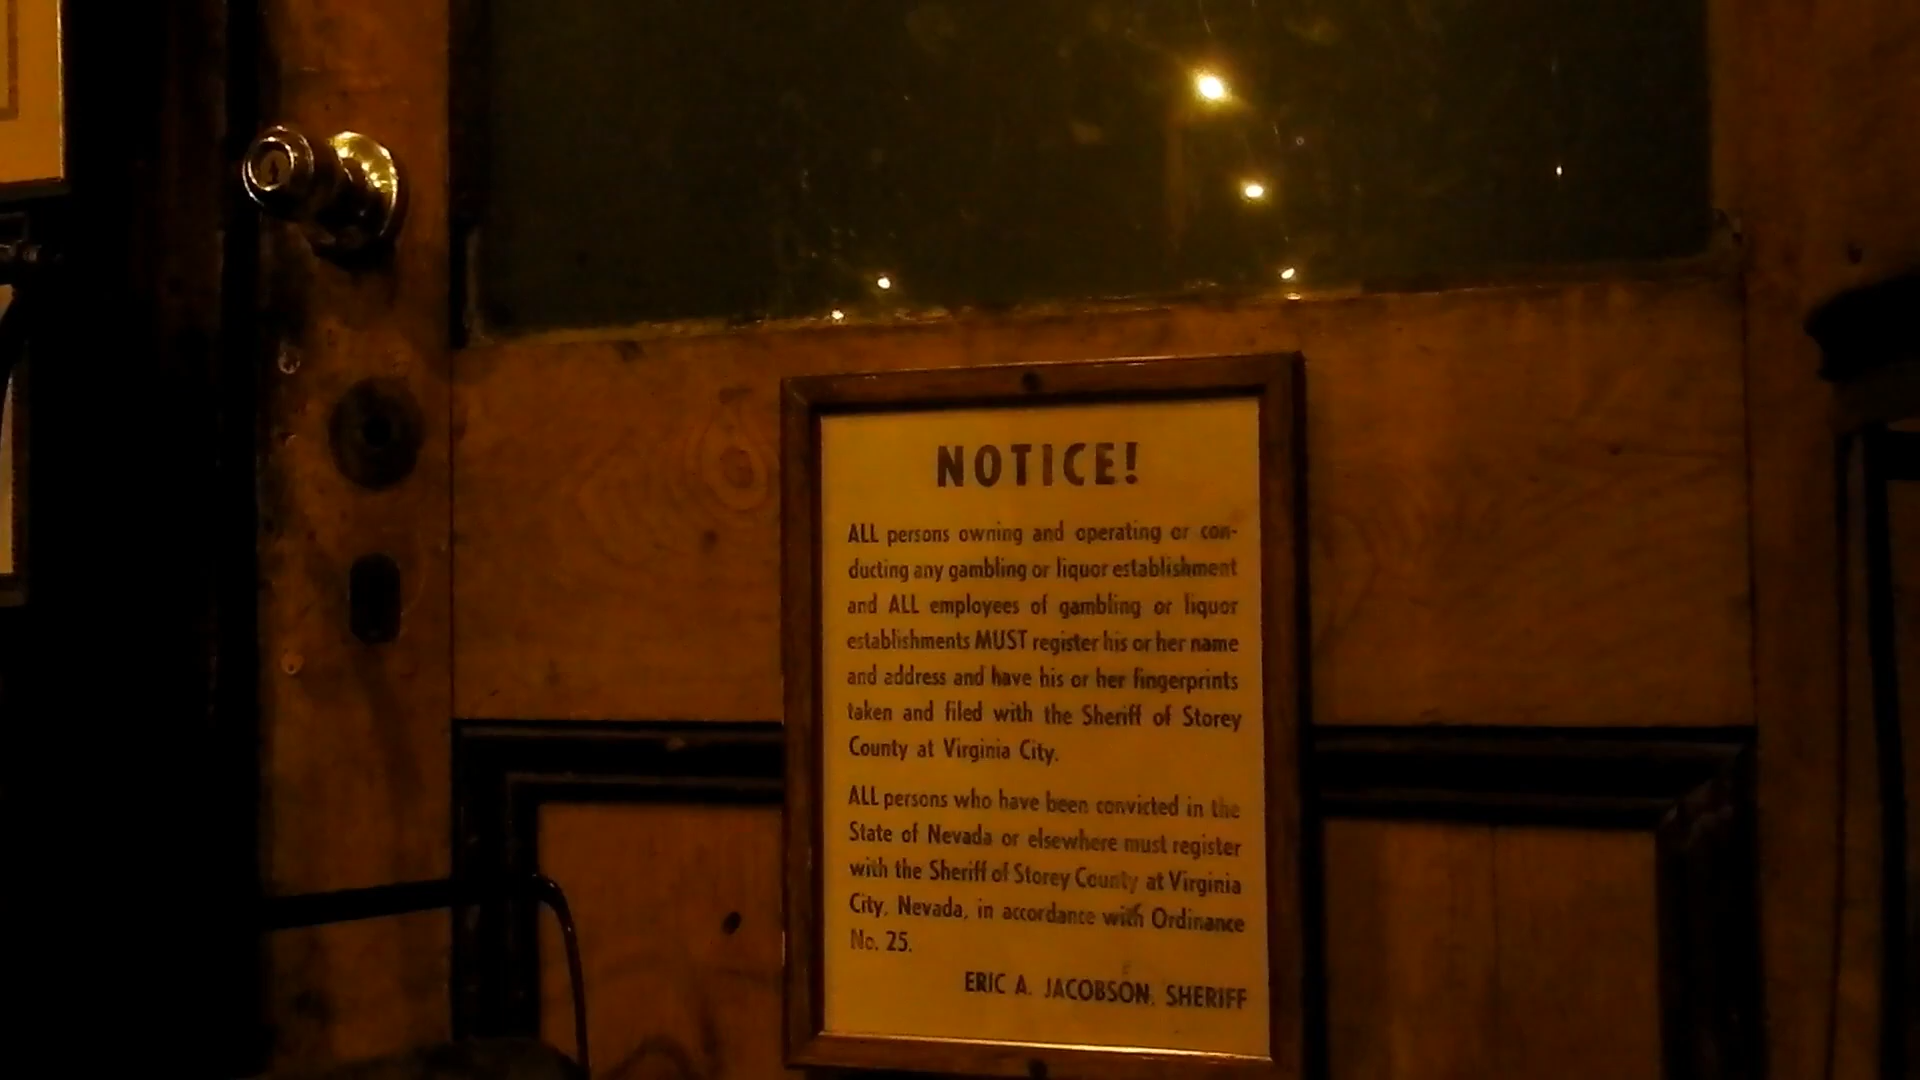 NOTICE!
ALL persons owning and operating or con-
ducting any gambling or liquor establishment
and ALL employees of gambling or liquor
establishments MUST register his or her name
and address and have his or her fingerprints
taken and filed with the Sheriff of Storey
County at Virginia City.
ALL persons who have been convicted in the
State of Nevada or elsewhere must register
with the Sheriff of Storey County at Virginia
City, Nevada, in accordance with Ordinance
No. 25.
ERIC A. JACOBSON, SHERIFF